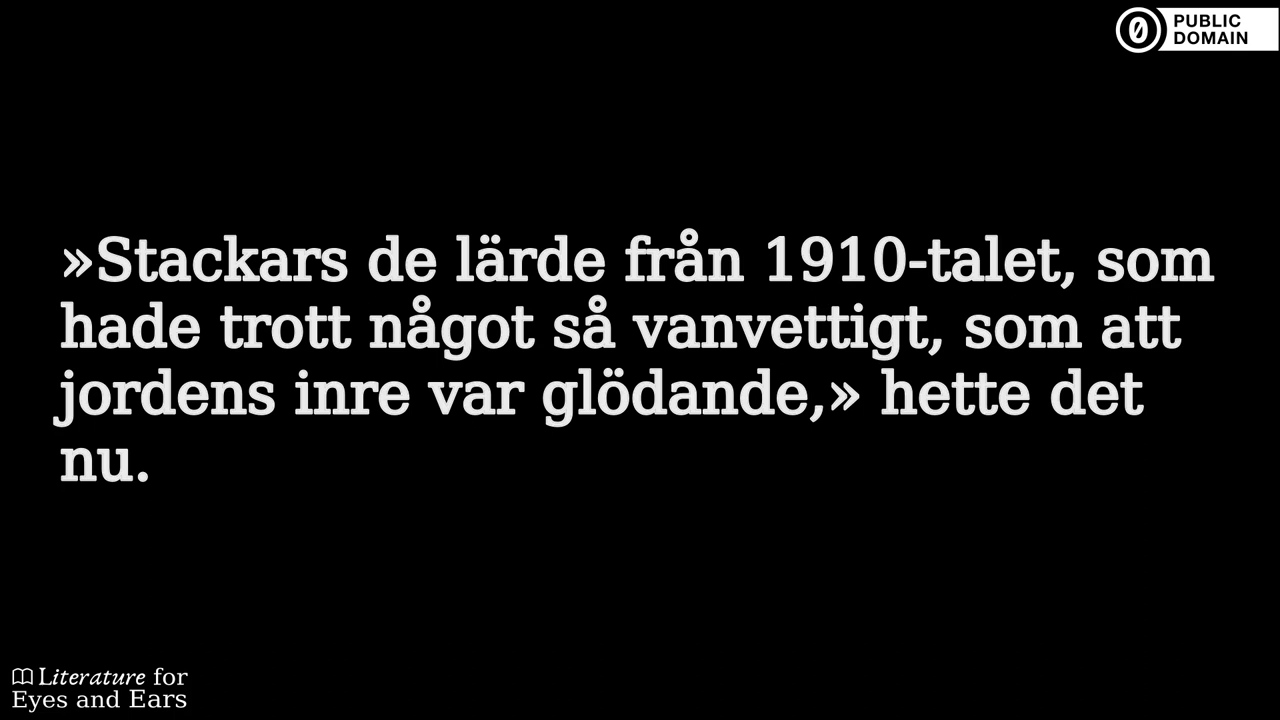 PUBLIC
DOMAIN
»Stackars de lärde från 1910-talet, som
hade trott något så vanvettigt, som att
jordens inre var glödande,» hette det
nu.
Literature for
Eyes and Ears